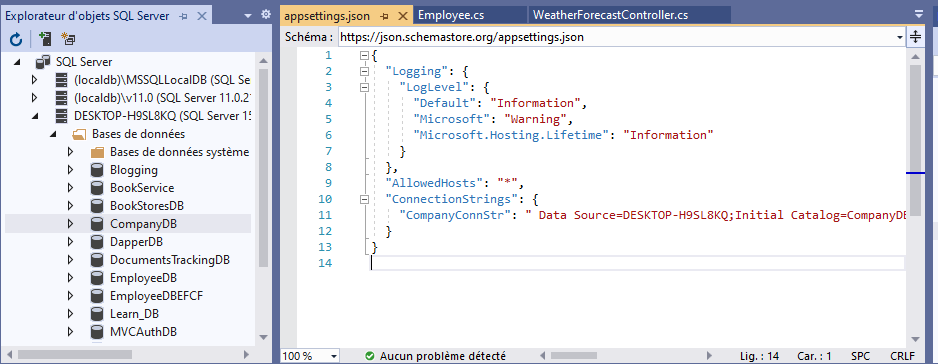 Explorateur d'objets SQL Server
SQL Server
(localdb)\MSSQLLocalDB (SQL Se
(localdb)\v11.0 (SQL Server 11.0.21
DESKTOP-H9SL8KQ (SQL Server 15
Bases de données
Bases de données système
Blogging
BookService
BookStoresDB
CompanyDB
DapperDB
DocumentsTrackingDB
EmployeeDB
EmployeeDBEFCF
Learn_DB
MVCAuthDB
appsettings.json Employee.cs WeatherForecastController.cs
Schéma : https://json.schemastore.org/appsettings.json
1 {
2 "Logging": {
3 "LogLevel": {
4 "Default": "Information",
5 "Microsoft": "Warning",
6 "Microsoft.Hosting.Lifetime": "Information"
7 }
8 },
9 "AllowedHosts": "*",
10 "ConnectionStrings": {
11 "CompanyConnStr": " Data Source=DESKTOP-H9SL8KQ;Initial Catalog=CompanyDB
12 }
13 }
14
100 % Aucun problème détecté Lig. : 14 Car. : 1 SPC CRLF